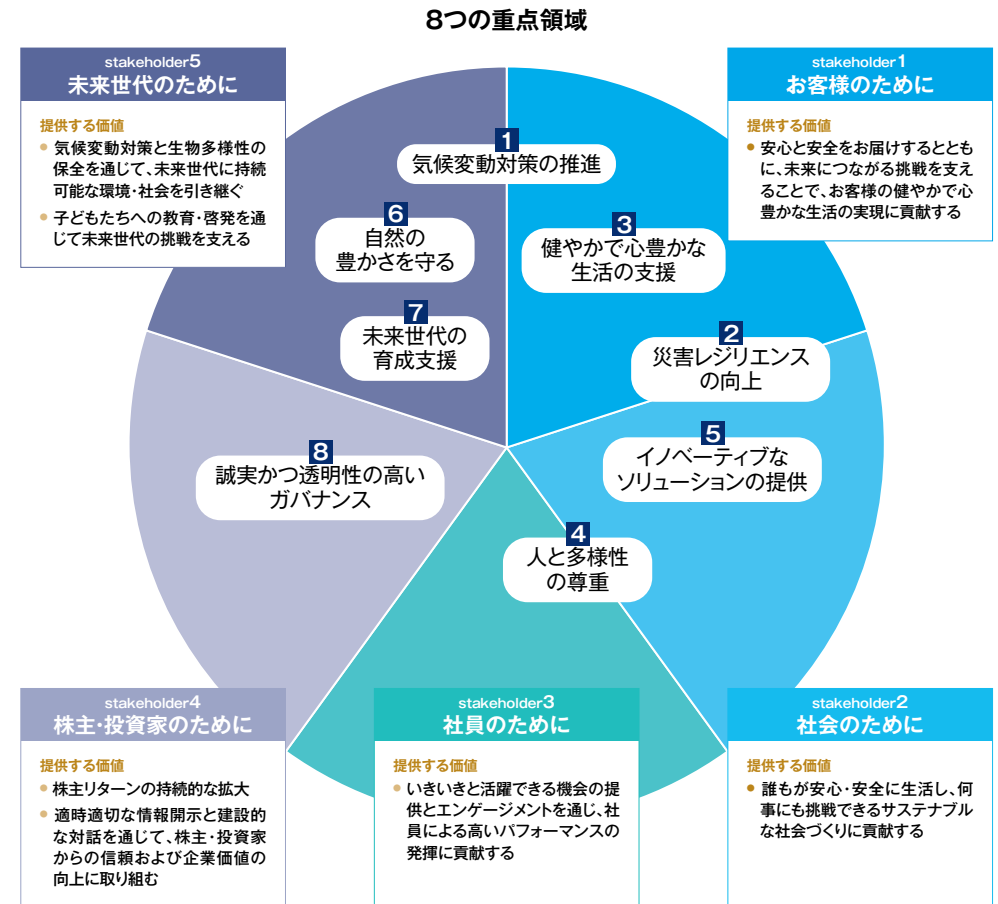 8つの重点領域
stakeholder5
未来世代のために
提供する価値
● 気候変動対策と生物多様性の
保全を通じて、未来世代に持続
可能な環境・社会を引き継ぐ
● 子どもたちへの教育・啓発を通
じて未来世代の挑戦を支える
stakeholder1
お客様のために
提供する価値
● 安心と安全をお届けするととも
に、未来につながる挑戦を支え
ることで、お客様の健やかで心
豊かな生活の実現に貢献する
1
気候変動対策の推進
6
自然の
豊かさを守る
3
健やかで心豊かな
生活の支援
7
未来世代の
育成支援
2
災害レジリエンス
の向上
8
誠実かつ透明性の高い
ガバナンス
5
イノベーティブな
ソリューションの提供
4
人と多様性
の尊重
stakeholder4
株主・投資家のために
提供する価値
● 株主リターンの持続的な拡大
● 適時適切な情報開示と建設的
な対話を通じて、株主・投資家
からの信頼および企業価値の
向上に取り組む
stakeholder3
社員のために
提供する価値
● いきいきと活躍できる機会の提
供とエンゲージメントを通じ、社
員による高いパフォーマンスの
発揮に貢献する
stakeholder2
社会のために
提供する価値
● 誰もが安心・安全に生活し、何
事にも挑戦できるサステナブル
な社会づくりに貢献する